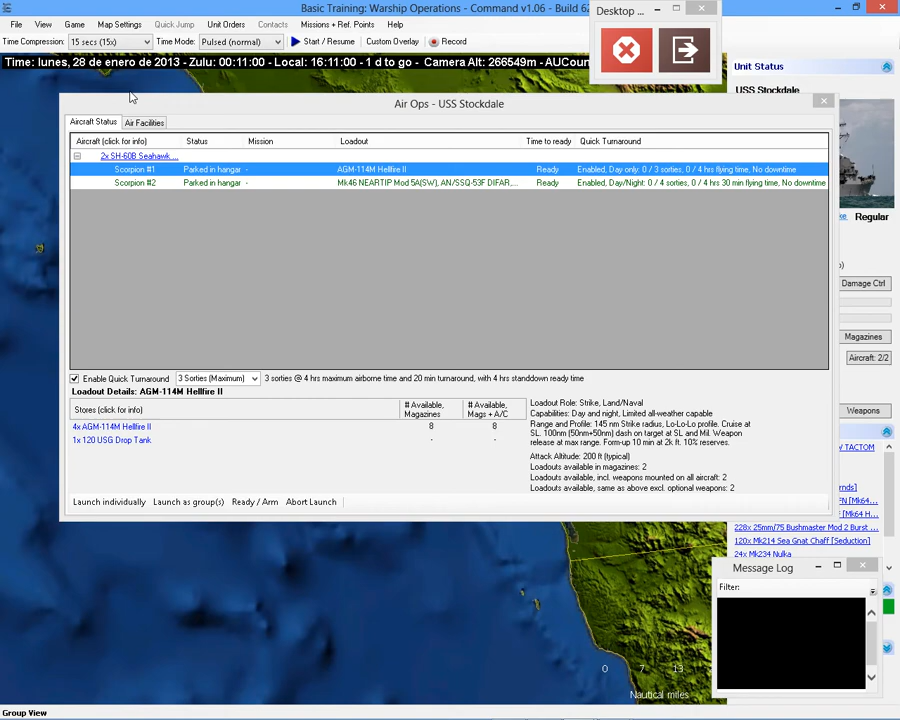 Basic Training: Warship Operations - Command v1.06 - Build 62
Desktop ...
File View Game Map Settings Quick Jump Unit Orders Contacts Missions + Ref. Points Help
Time Compression: 15 secs (15x) Time Mode: Pulsed (normal) Start / Resume Custom Overlay Record
Time: lunes, 28 de enero de 2013 - Zulu: 00:11:00 - Local: 16:11:00 - 1 d to go - Camera Alt: 266549m - AUCoun
Unit Status
USS Stockdale
Air Ops - USS Stockdale
Aircraft Status Air Facilities
Aircraft (click for info) Status Mission Loadout Time to ready Quick Turnaround
2x SH-60B Seahawk ...
Scorpion #1 Parked in hangar - AGM-114M Hellfire II Ready Enabled, Day only: 0 / 3 sorties, 0 / 4 hrs flying time, No downtime
Scorpion #2 Parked in hangar - Mk46 NEARTIP Mod 5A(SW), AN/SSQ-53F DIFAR,... Ready Enabled, Day/Night: 0 / 4 sorties, 0 / 4 hrs 30 min flying time, No downtime
Regular
Damage Ctrl
Magazines
Aircraft: 2/2
Weapons
Enable Quick Turnaround 3 Sorties (Maximum) 3 sorties @ 4 hrs maximum airborne time and 20 min turnaround, with 4 hrs standdown ready time
Loadout Details: AGM-114M Hellfire II
Stores (click for info) # Available, Magazines # Available, Mags + A/C
4x AGM-114M Hellfire II 8 8
1x 120 USG Drop Tank - -
Loadout Role: Strike, Land/Naval
Capabilities: Day and night, Limited all-weather capable
Range and Profile: 145 nm Strike radius, Lo-Lo-Lo profile. Cruise at
SL. 100nm (50nm+50nm) dash on target at SL and Mil. Weapon
release at max range. Form-up 10 min at 2k ft. 10% reserves.
Attack Altitude: 200 ft (typical)
Loadouts available in magazines: 2
Loadouts available, incl. weapons mounted on all aircraft: 2
Loadouts available, same as above excl. optional weapons: 2
Launch individually Launch as group(s) Ready / Arm Abort Launch
V TACTOM
nds]
FN [Mk64...
F [Mk64 H...
228x 25mm/75 Bushmaster Mod 2 Burst ...
120x Mk214 Sea Gnat Chaff [Seduction]
24x Mk234 Nulka
Message Log
Filter:
0 7 13
Nautical miles
Group View